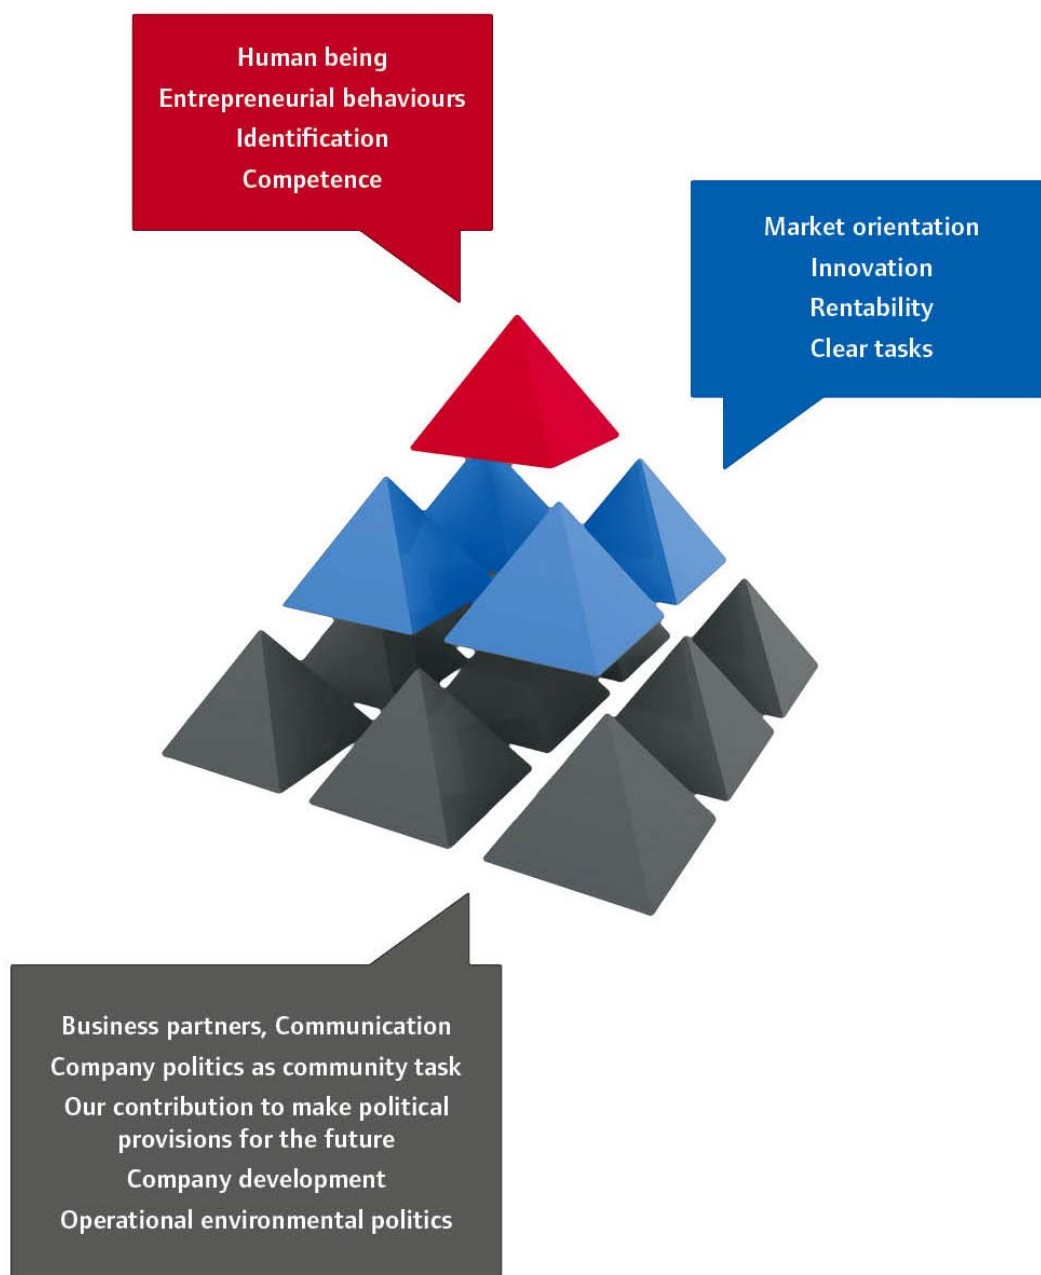 Human being
Entrepreneurial behaviours
Identification
Competence
Market orientation
Innovation
Rentability
Clear tasks
Business partners, Communication
Company politics as community task
Our contribution to make political
provisions for the future
Company development
Operational environmental politics